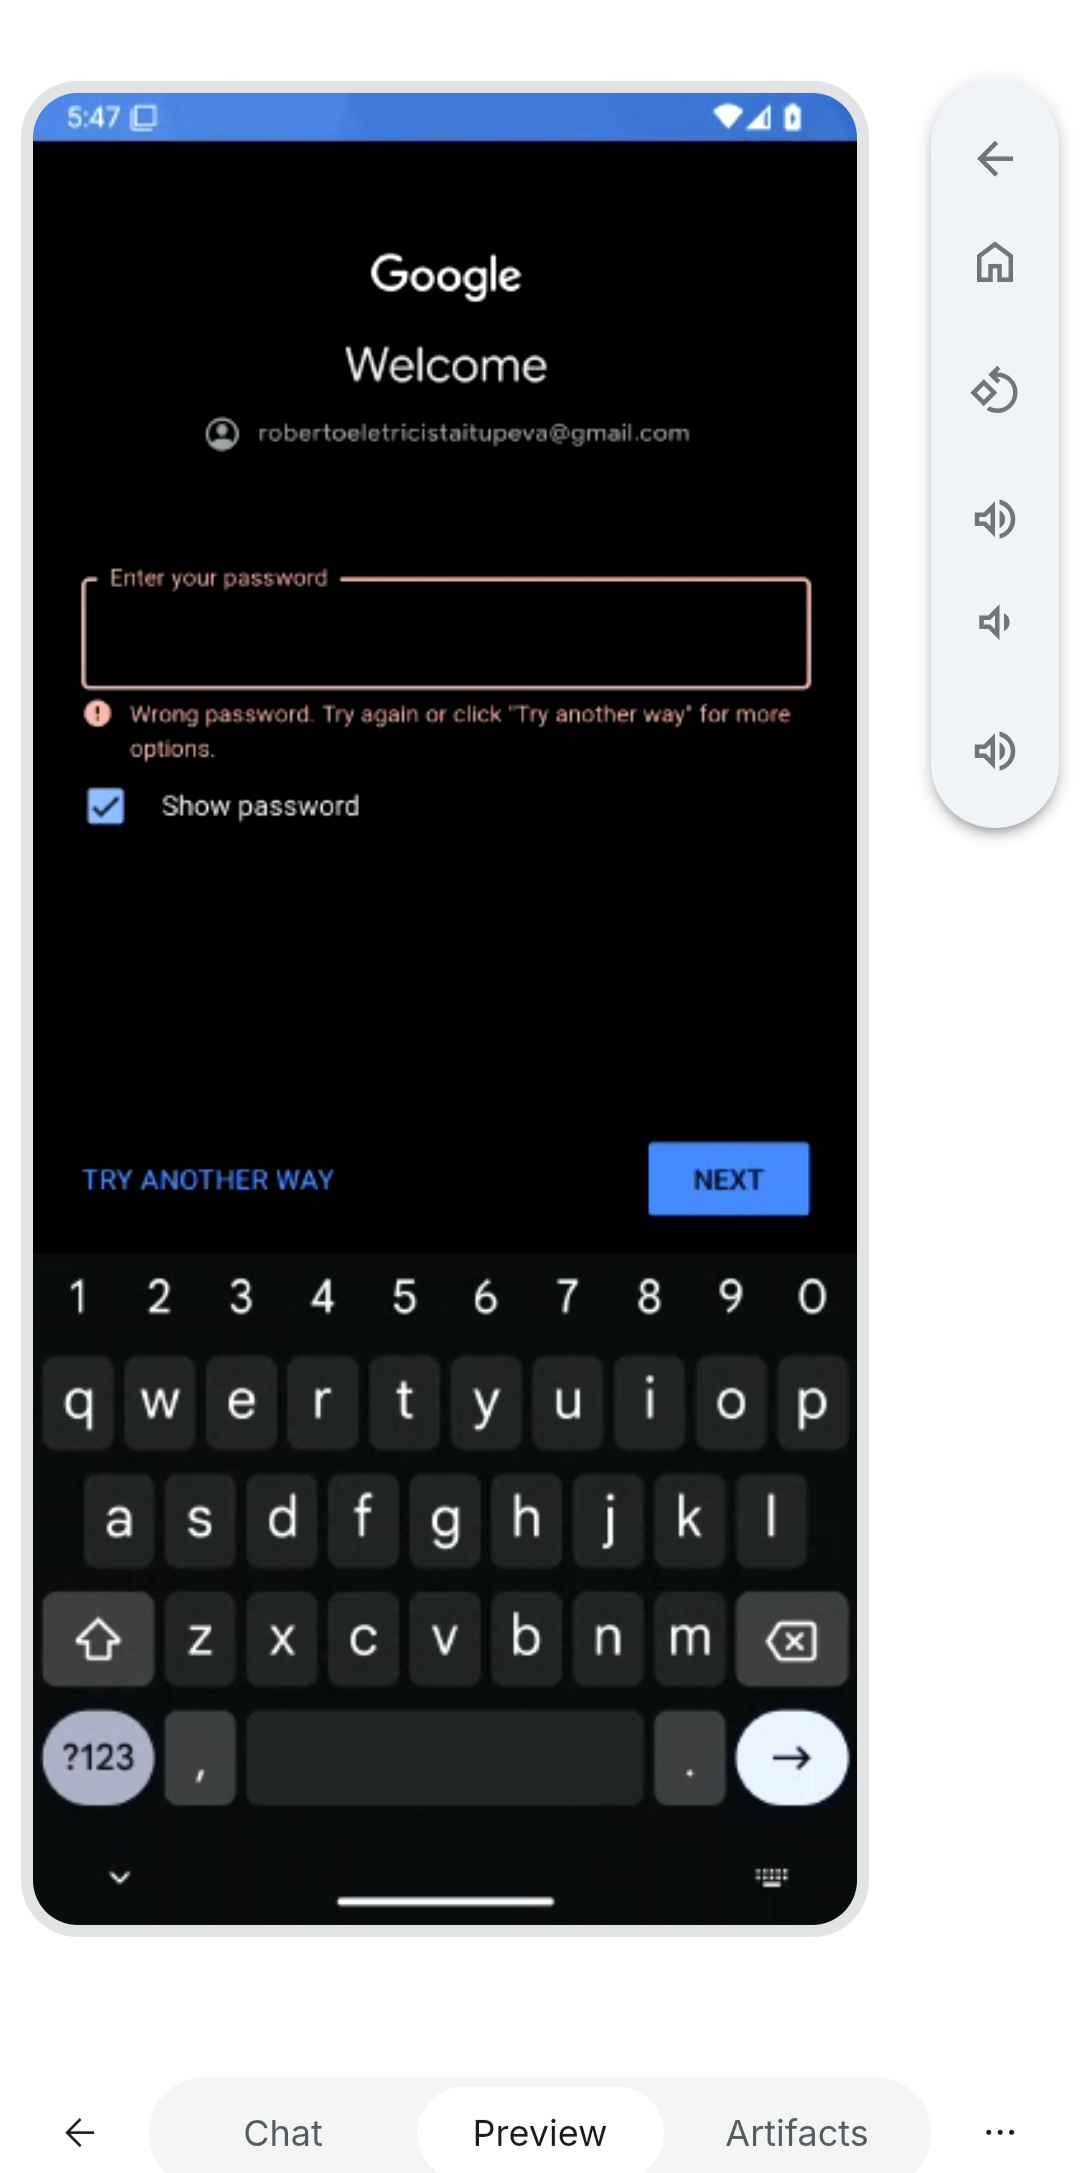 5:47
Google
Welcome
robertoeletricistaitupeva@gmail.com
Enter your password
Wrong password. Try again or click "Try another way" for more
options.
Show password
TRY ANOTHER WAY
NEXT
1 2 3 4 5 6 7 8 9 0
q w e r t y u i o p
a s d f g h j k l
z x c v b n m
?123 , .
Chat Preview Artifacts